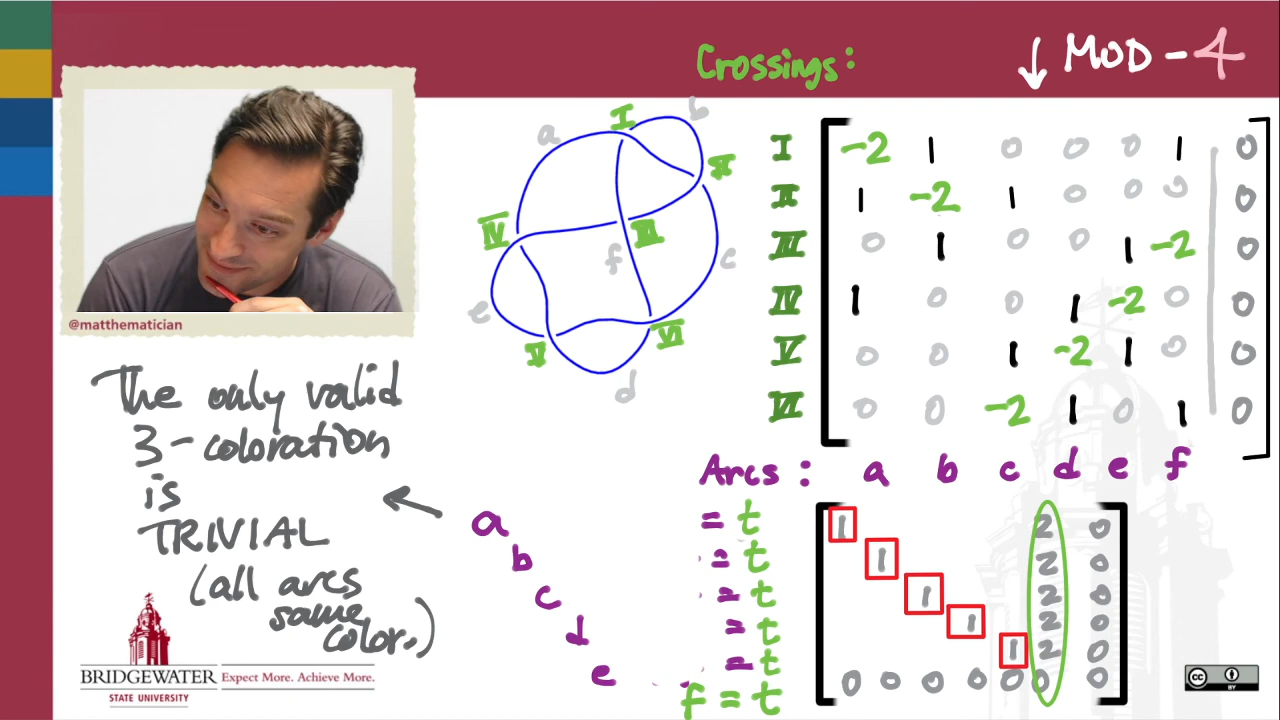 Crossings:
↓ MOD-4
a
b
c
d
e
f
I
II
III
IV
V
VI
I -2 1 0 0 0 1 0
II 1 -2 1 0 0 0 0
III 0 1 0 0 1 -2 0
IV 1 0 0 1 -2 0 0
V 0 0 1 -2 1 0 0
VI 0 0 -2 1 0 1 0
Arcs: a b c d e f
@matthematician
The only valid
3-coloration
is
TRIVIAL
(all arcs
same
color.)
a = t
b = t
c = t
d = t
e = t
f = t
1 2 0
1 2 0
1 2 0
1 2 0
1 2 0
0 0 0 0 0 0 0
BRIDGEWATER
STATE UNIVERSITY
Expect More. Achieve More.
cc BY